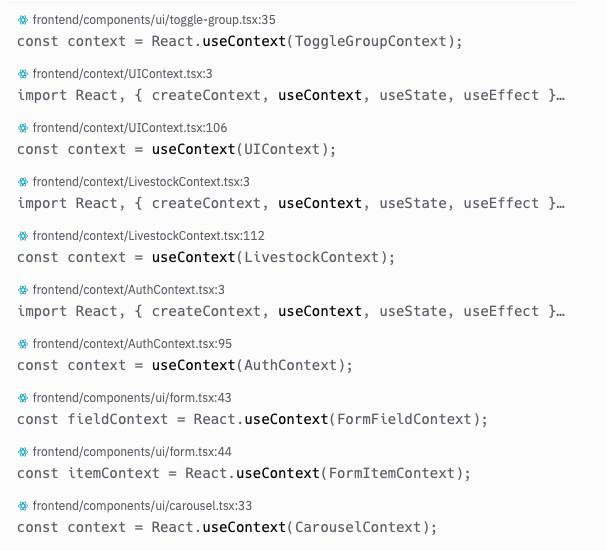 frontend/components/ui/toggle-group.tsx:35
const context = React.useContext(ToggleGroupContext);
frontend/context/UIContext.tsx:3
import React, { createContext, useContext, useState, useEffect }…
frontend/context/UIContext.tsx:106
const context = useContext(UIContext);
frontend/context/LivestockContext.tsx:3
import React, { createContext, useContext, useState, useEffect }…
frontend/context/LivestockContext.tsx:112
const context = useContext(LivestockContext);
frontend/context/AuthContext.tsx:3
import React, { createContext, useContext, useState, useEffect }…
frontend/context/AuthContext.tsx:95
const context = useContext(AuthContext);
frontend/components/ui/form.tsx:43
const fieldContext = React.useContext(FormFieldContext);
frontend/components/ui/form.tsx:44
const itemContext = React.useContext(FormItemContext);
frontend/components/ui/carousel.tsx:33
const context = React.useContext(CarouselContext);